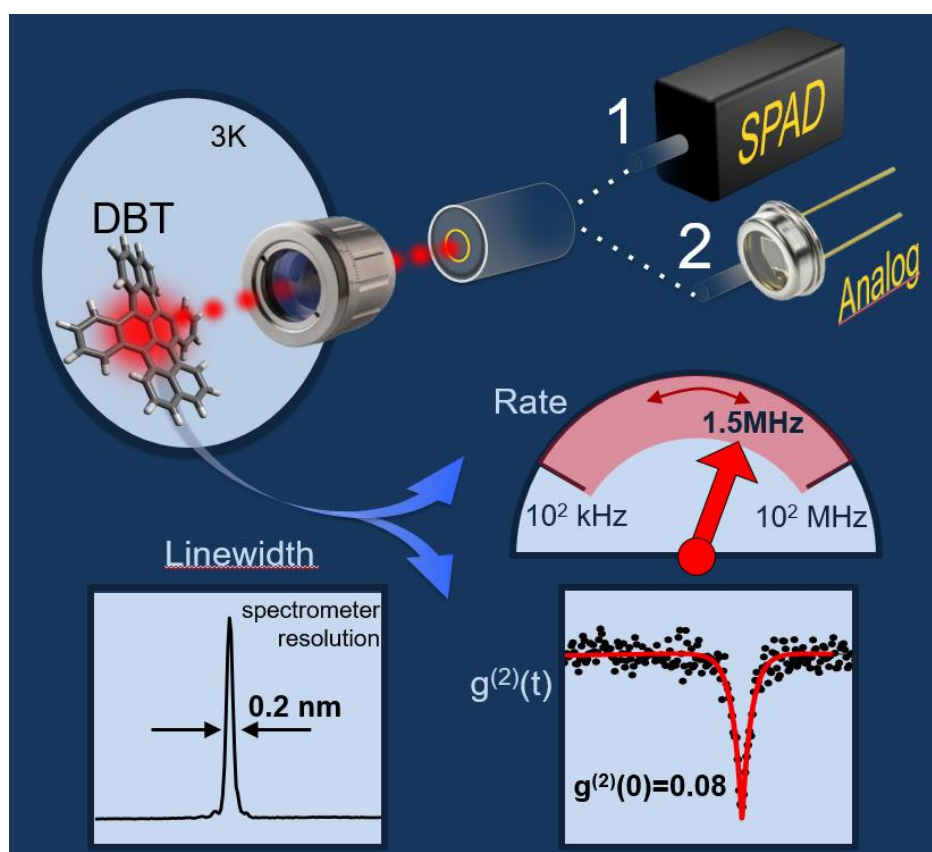 3K
DBT
1
SPAD
2
Analog
Rate
1.5MHz
10² kHz
10² MHz
Linewidth
spectrometer
resolution
0.2 nm
g⁽²⁾(t)
g⁽²⁾(0)=0.08